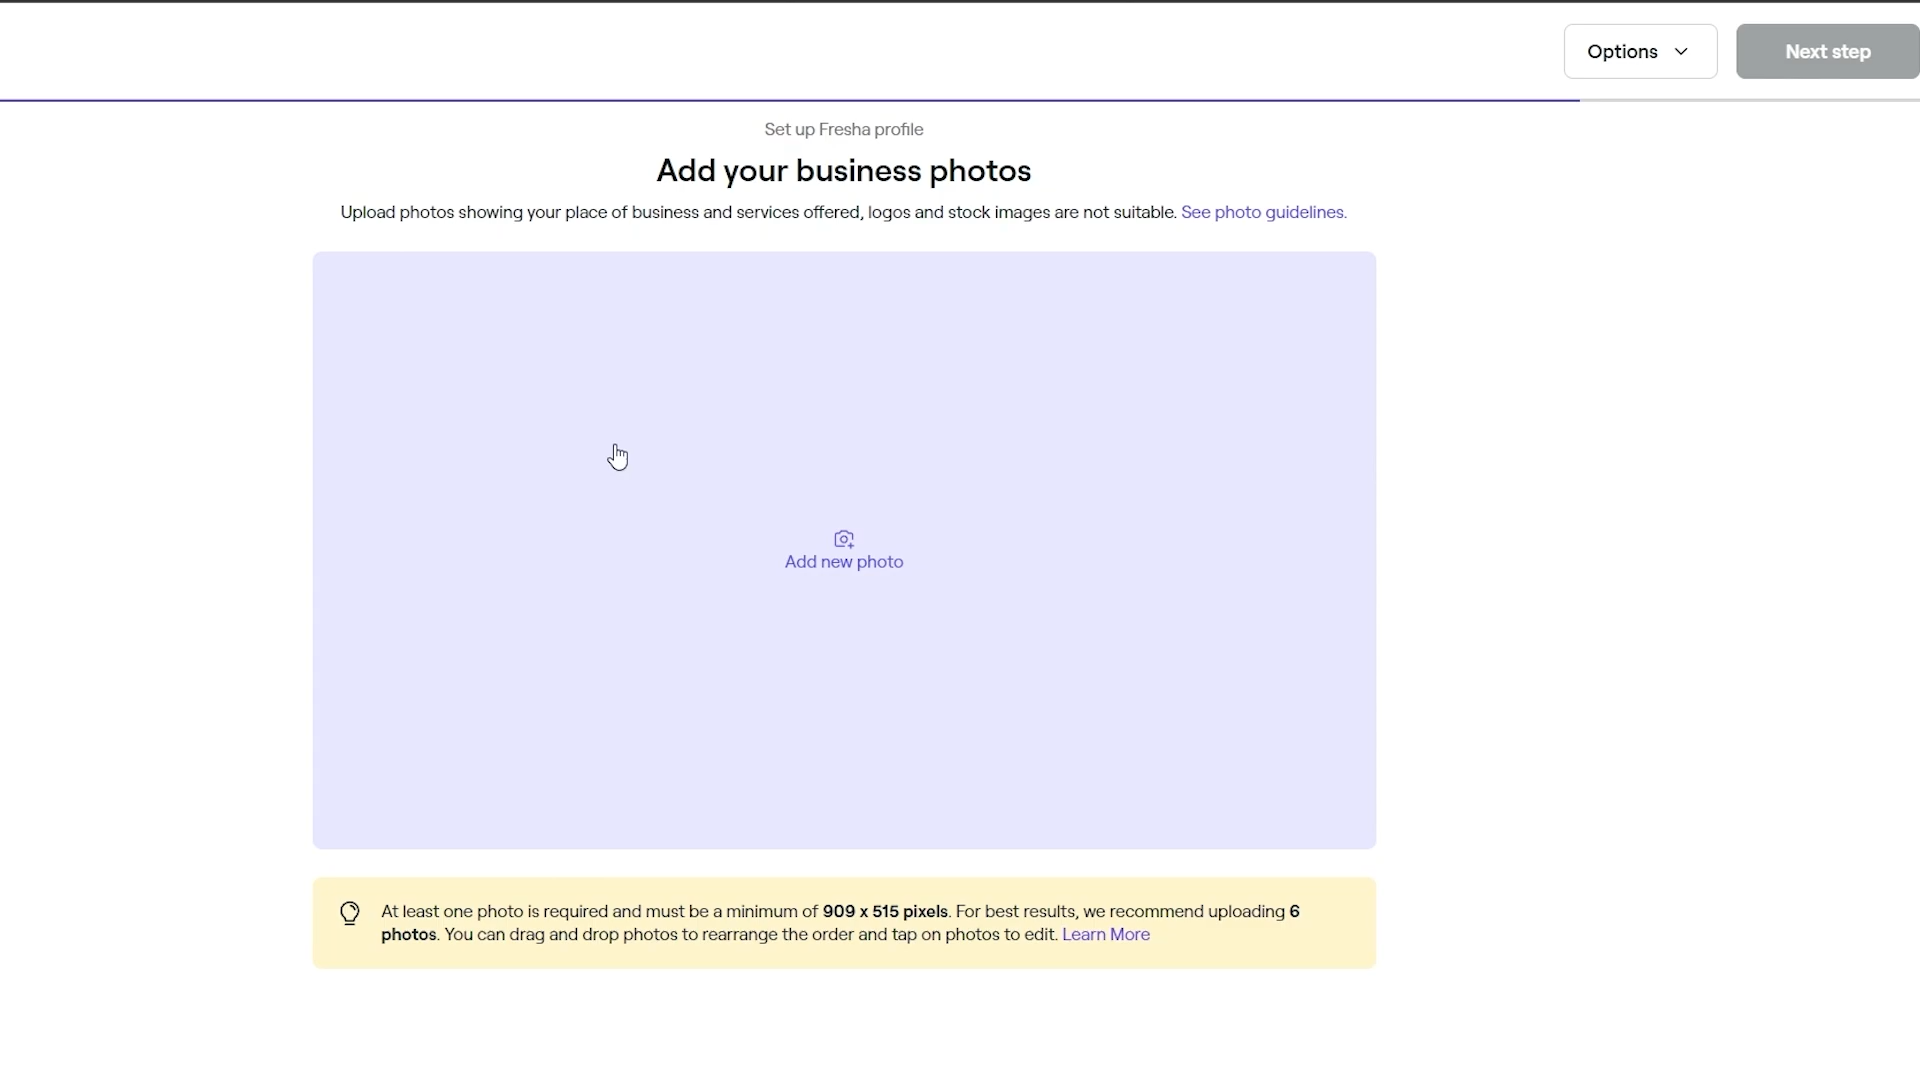 Options
Next step
Set up Fresha profile
Add your business photos
Upload photos showing your place of business and services offered, logos and stock images are not suitable. See photo guidelines.
Add new photo
At least one photo is required and must be a minimum of 909 x 515 pixels. For best results, we recommend uploading 6
photos. You can drag and drop photos to rearrange the order and tap on photos to edit. Learn More